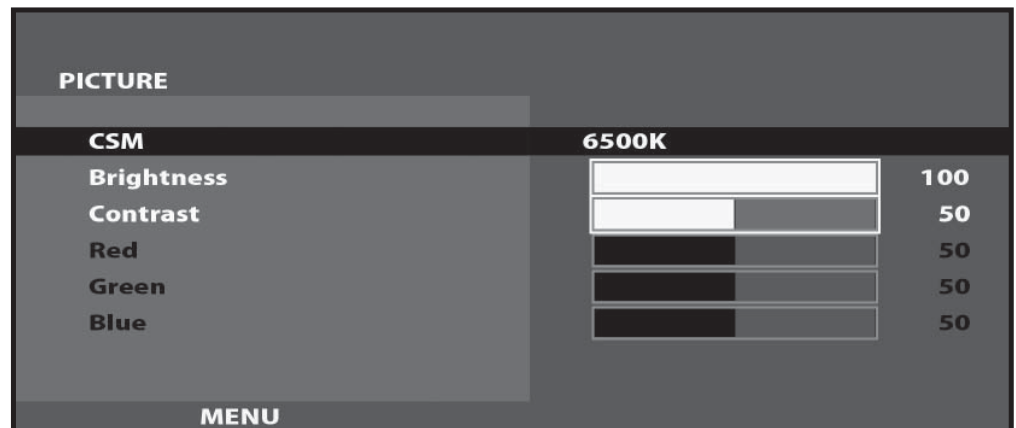 PICTURE
CSM 6500K
Brightness 100
Contrast 50
Red 50
Green 50
Blue 50
MENU